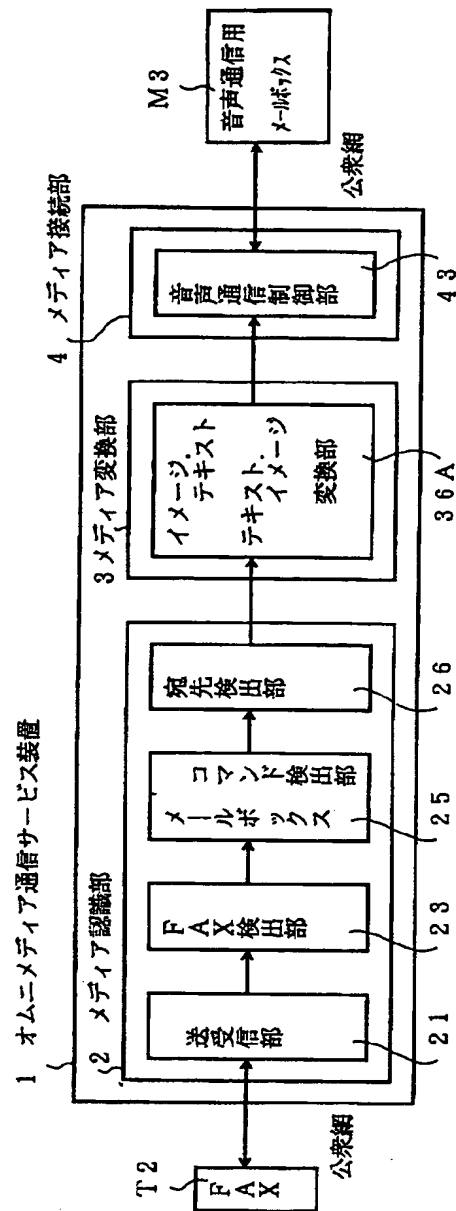 1 オムニメディア通信サービス装置
2 メディア認識部
3 メディア変換部
4 メディア接続部
T2
FAX
公衆網
送受信部
21
FAX検出部
23
メールボックス
コマンド検出部
25
宛先検出部
26
イメージ・
テキスト
テキスト・イメージ
変換部
36A
音声通信制御部
43
公衆網
M3
音声通信用
メールボックス